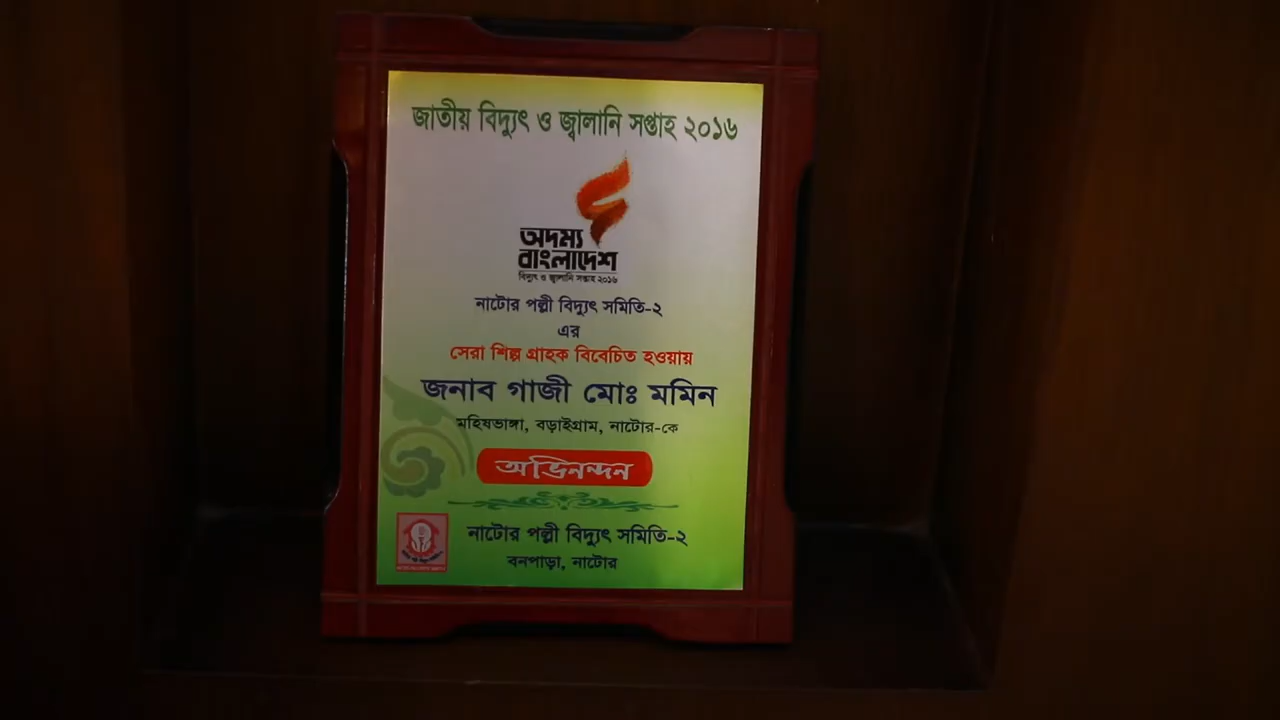 জাতীয় বিদ্যুৎ ও জ্বালানি সপ্তাহ ২০১৬
অদম্য
বাংলাদেশ
বিদ্যুৎ ও জ্বালানি সপ্তাহ ২০১৬
নাটোর পল্লী বিদ্যুৎ সমিতি-২
এর
সেরা শিল্প গ্রাহক বিবেচিত হওয়ায়
জনাব গাজী মোঃ মমিন
মহিষভাঙ্গা, বড়াইগ্রাম, নাটোর-কে
অভিনন্দন
নাটোর পল্লী বিদ্যুৎ সমিতি-২
বনপাড়া, নাটোর